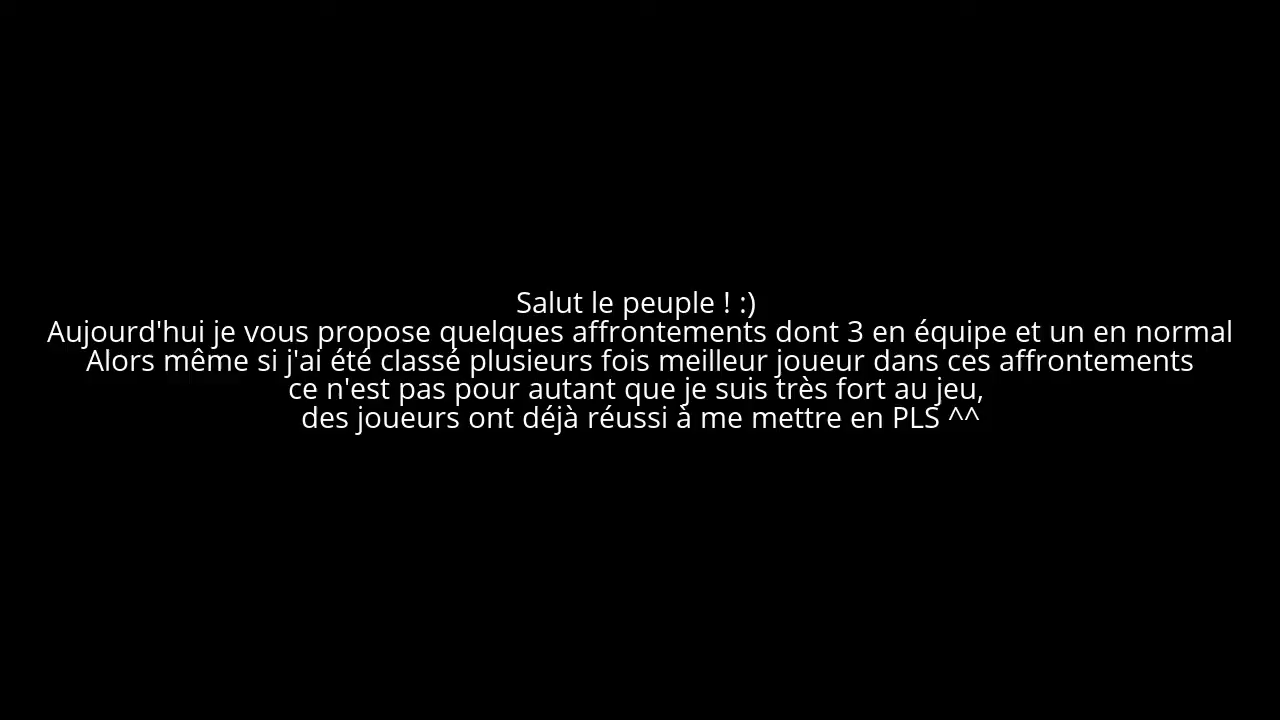 Salut le peuple ! :)
Aujourd'hui je vous propose quelques affrontements dont 3 en équipe et un en normal
Alors même si j'ai été classé plusieurs fois meilleur joueur dans ces affrontements
ce n'est pas pour autant que je suis très fort au jeu,
des joueurs ont déjà réussi à me mettre en PLS ^^